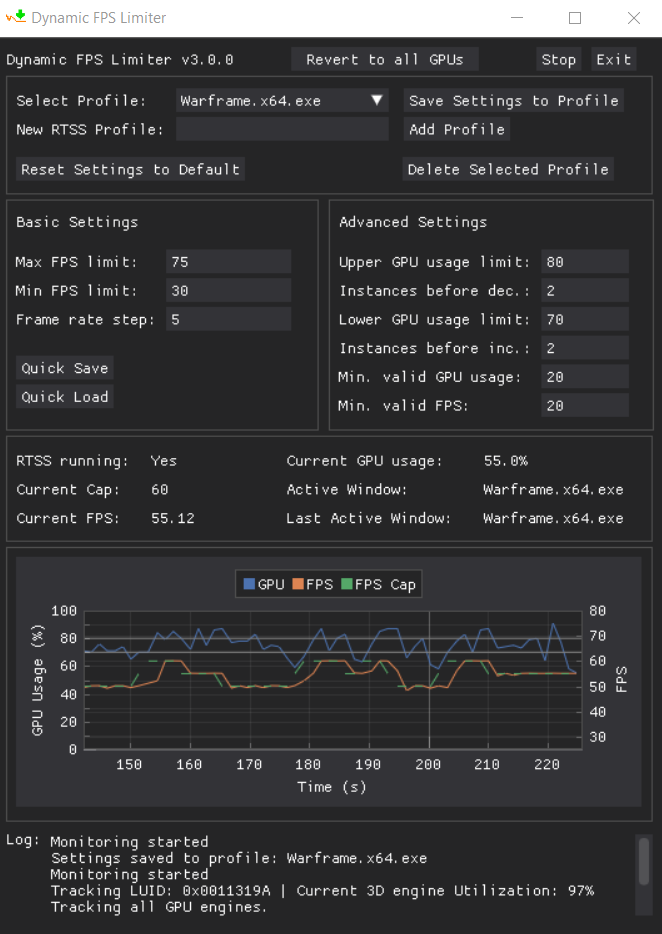 Dynamic FPS Limiter
Dynamic FPS Limiter v3.0.0 Revert to all GPUs Stop Exit
Select Profile: Warframe.x64.exe Save Settings to Profile
New RTSS Profile: Add Profile
Reset Settings to Default Delete Selected Profile
Basic Settings
Max FPS limit: 75
Min FPS limit: 30
Frame rate step: 5
Quick Save
Quick Load
Advanced Settings
Upper GPU usage limit: 80
Instances before dec.: 2
Lower GPU usage limit: 70
Instances before inc.: 2
Min. valid GPU usage: 20
Min. valid FPS: 20
RTSS running: Yes Current GPU usage: 55.0%
Current Cap: 60 Active Window: Warframe.x64.exe
Current FPS: 55.12 Last Active Window: Warframe.x64.exe
GPU FPS FPS Cap
GPU Usage (%)
100
80
60
40
20
0
80
70
60
50
40
30
FPS
150 160 170 180 190 200 210 220
Time (s)
Log: Monitoring started
Settings saved to profile: Warframe.x64.exe
Monitoring started
Tracking LUID: 0x0011319A | Current 3D engine Utilization: 97%
Tracking all GPU engines.